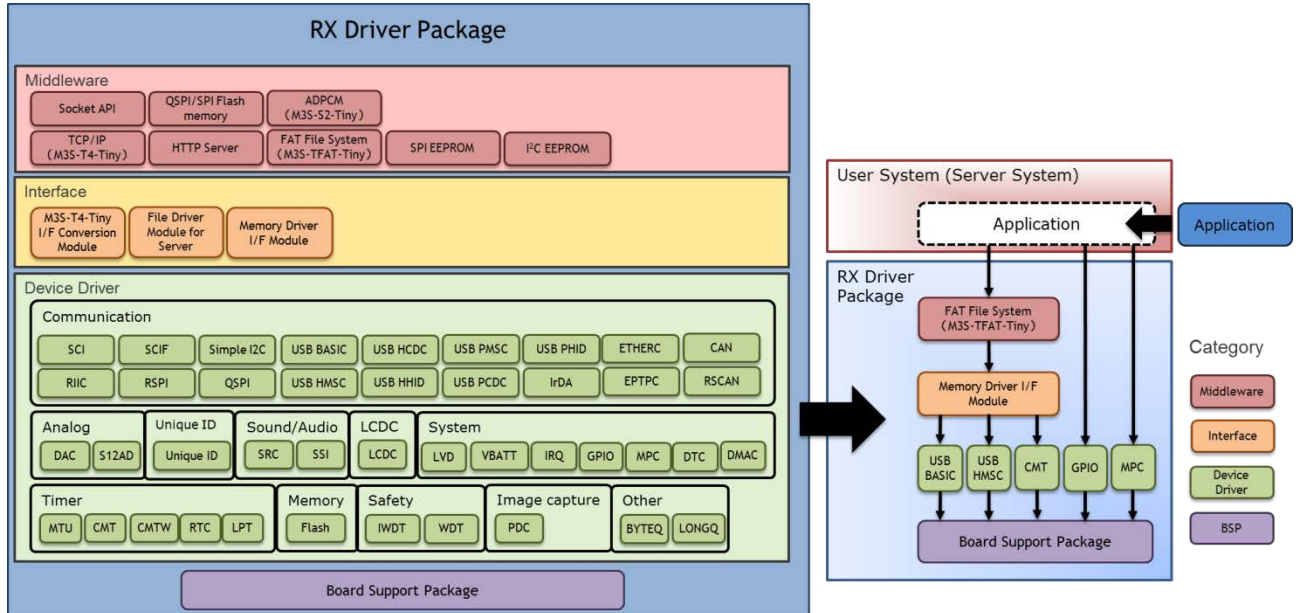 RX Driver Package
Middleware
Socket API
QSPI/SPI Flash
memory
ADPCM
(M3S-S2-Tiny)
TCP/IP
(M3S-T4-Tiny)
HTTP Server
FAT File System
(M3S-TFAT-Tiny)
SPI EEPROM
I²C EEPROM
Interface
M3S-T4-Tiny
I/F Conversion
Module
File Driver
Module for
Server
Memory Driver
I/F Module
Device Driver
Communication
SCI
SCIF
Simple I2C
USB BASIC
USB HCDC
USB PMSC
USB PHID
ETHERC
CAN
RIIC
RSPI
QSPI
USB HMSC
USB HHID
USB PCDC
IrDA
EPTPC
RSCAN
Analog
DAC
S12AD
Unique ID
Unique ID
Sound/Audio
SRC
SSI
LCDC
LCDC
System
LVD
VBATT
IRQ
GPIO
MPC
DTC
DMAC
Timer
MTU
CMT
CMTW
RTC
LPT
Memory
Flash
Safety
IWDT
WDT
Image capture
PDC
Other
BYTEQ
LONGQ
Board Support Package
User System (Server System)
Application
Application
RX Driver
Package
FAT File System
(M3S-TFAT-Tiny)
Memory Driver I/F
Module
USB
BASIC
USB
HMSC
CMT
GPIO
MPC
Board Support Package
Category
Middleware
Interface
Device
Driver
BSP